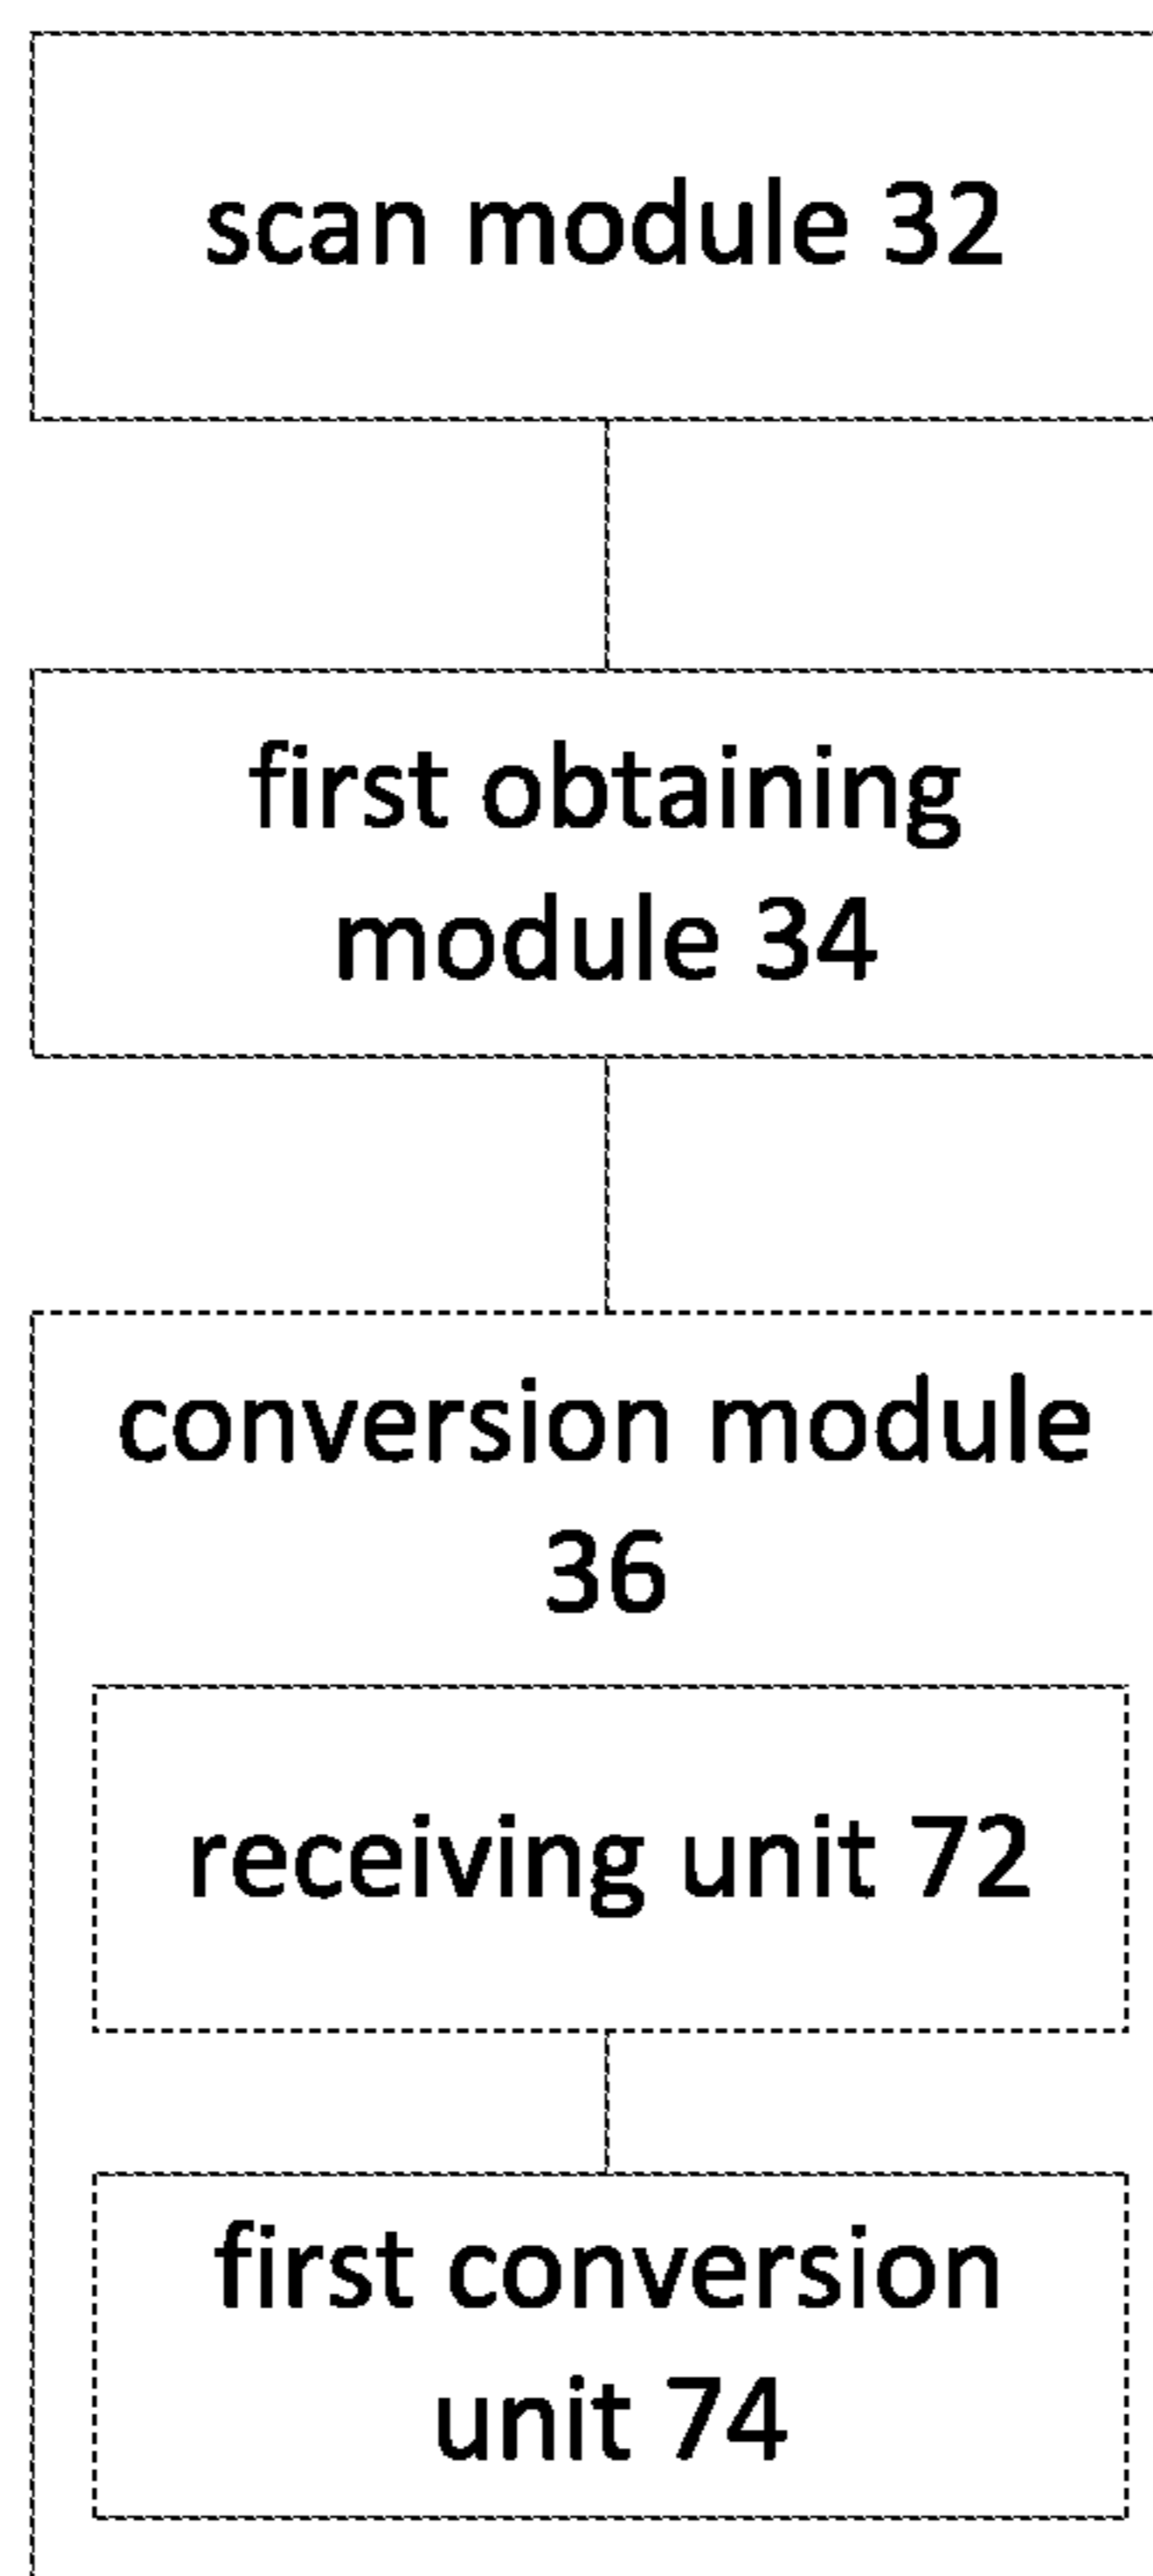 scan module 32
first obtaining
module 34
conversion module
36
receiving unit 72
first conversion
unit 74